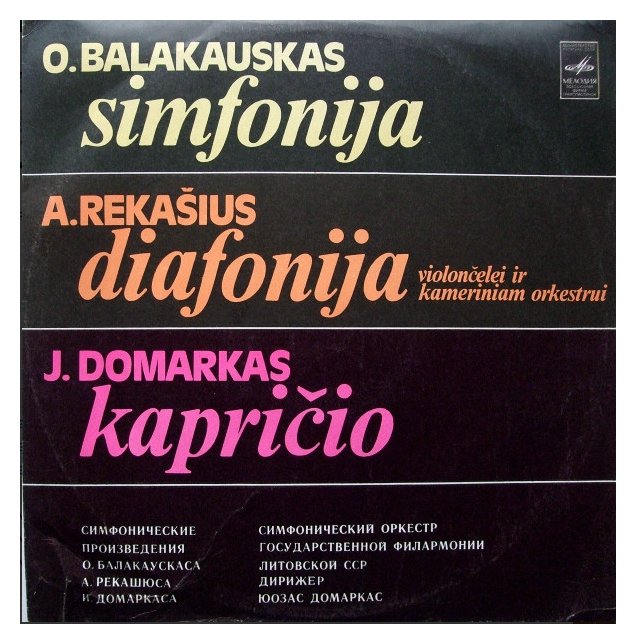 O. BALAKAUSKAS
simfonija
МЕЛОДИЯ
A. REKAŠIUS
diafonija
violončelei ir
kameriniam orkestrui
J. DOMARKAS
kapričio
СИМФОНИЧЕСКИЕ
ПРОИЗВЕДЕНИЯ
О. БАЛАКАУСКАСА
А. РЕКАШЮСА
И. ДОМАРКАСА
СИМФОНИЧЕСКИЙ ОРКЕСТР
ГОСУДАРСТВЕННОЙ ФИЛАРМОНИИ
ЛИТОВСКОЙ ССР
ДИРИЖЕР
ЮОЗАС ДОМАРКАС